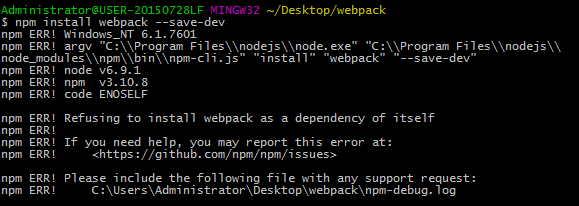 Administrator@USER-20150728LF MINGW32 ~/Desktop/webpack
$ npm install webpack --save-dev
npm ERR! Windows_NT 6.1.7601
npm ERR! argv "C:\\Program Files\\nodejs\\node.exe" "C:\\Program Files\\nodejs\\
node_modules\\npm\\bin\\npm-cli.js" "install" "webpack" "--save-dev"
npm ERR! node v6.9.1
npm ERR! npm  v3.10.8
npm ERR! code ENOSELF

npm ERR! Refusing to install webpack as a dependency of itself
npm ERR!
npm ERR! If you need help, you may report this error at:
npm ERR!     <https://github.com/npm/npm/issues>

npm ERR! Please include the following file with any support request:
npm ERR!     C:\Users\Administrator\Desktop\webpack\npm-debug.log